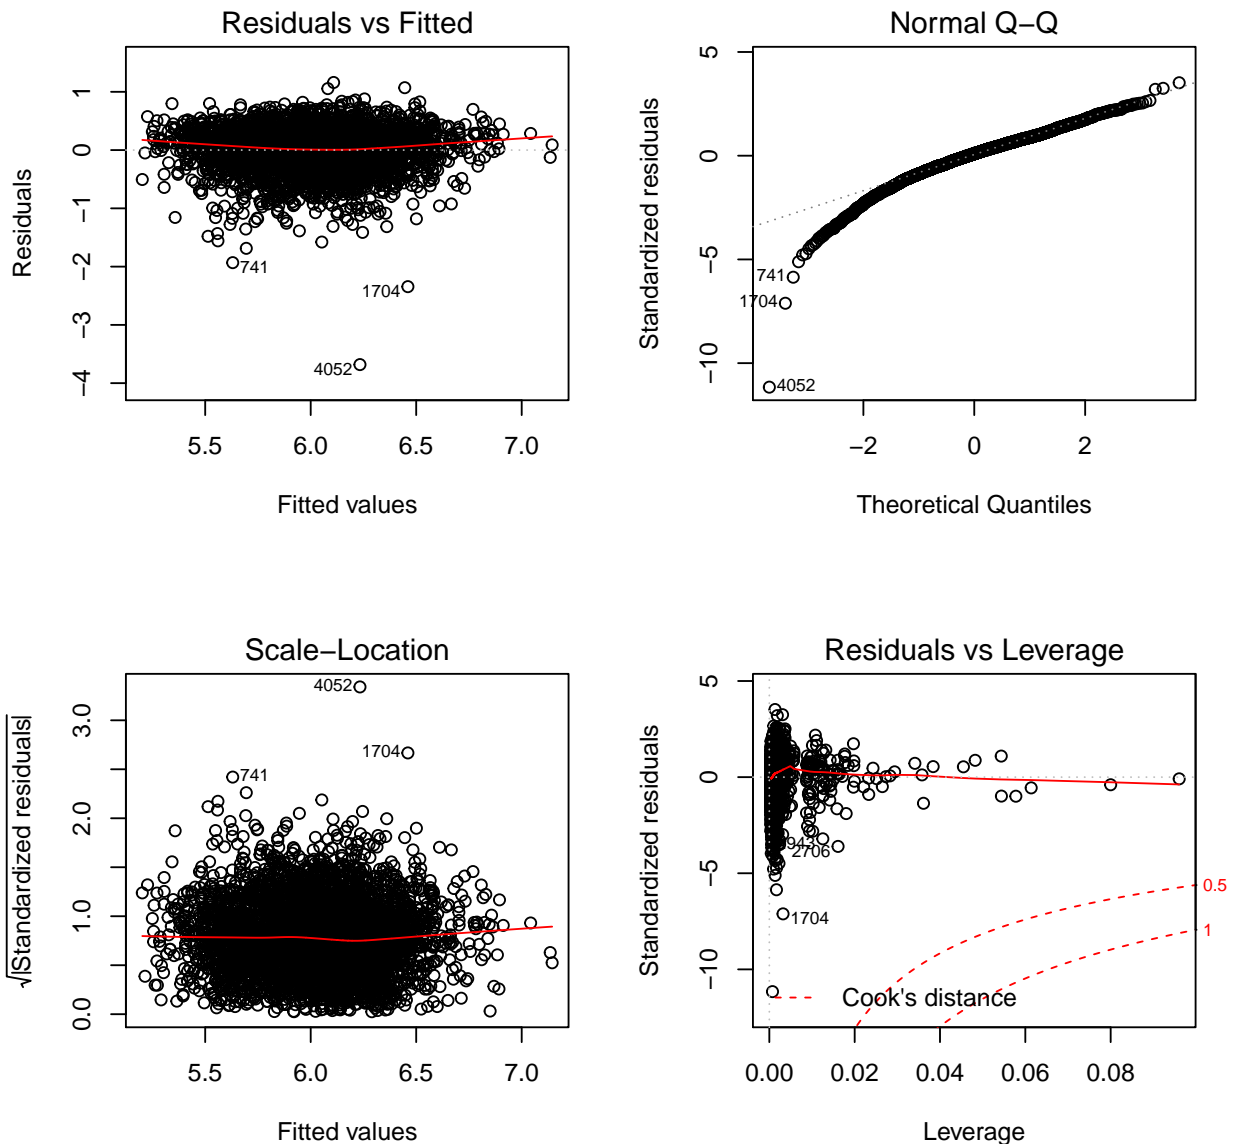 Residuals vs Fitted
Residuals
1
0
−1
−2
−3
−4
741
1704
4052
5.5 6.0 6.5 7.0
Fitted values
Normal Q−Q
Standardized residuals
5
0
−5
−10
741
1704
4052
−2 0 2
Theoretical Quantiles
Scale−Location
√|Standardized residuals|
3.0
2.0
1.0
0.0
4052
1704
741
5.5 6.0 6.5 7.0
Fitted values
Residuals vs Leverage
Standardized residuals
5
0
−5
−10
2706
1704
0.5
1
Cook's distance
0.00 0.02 0.04 0.06 0.08
Leverage